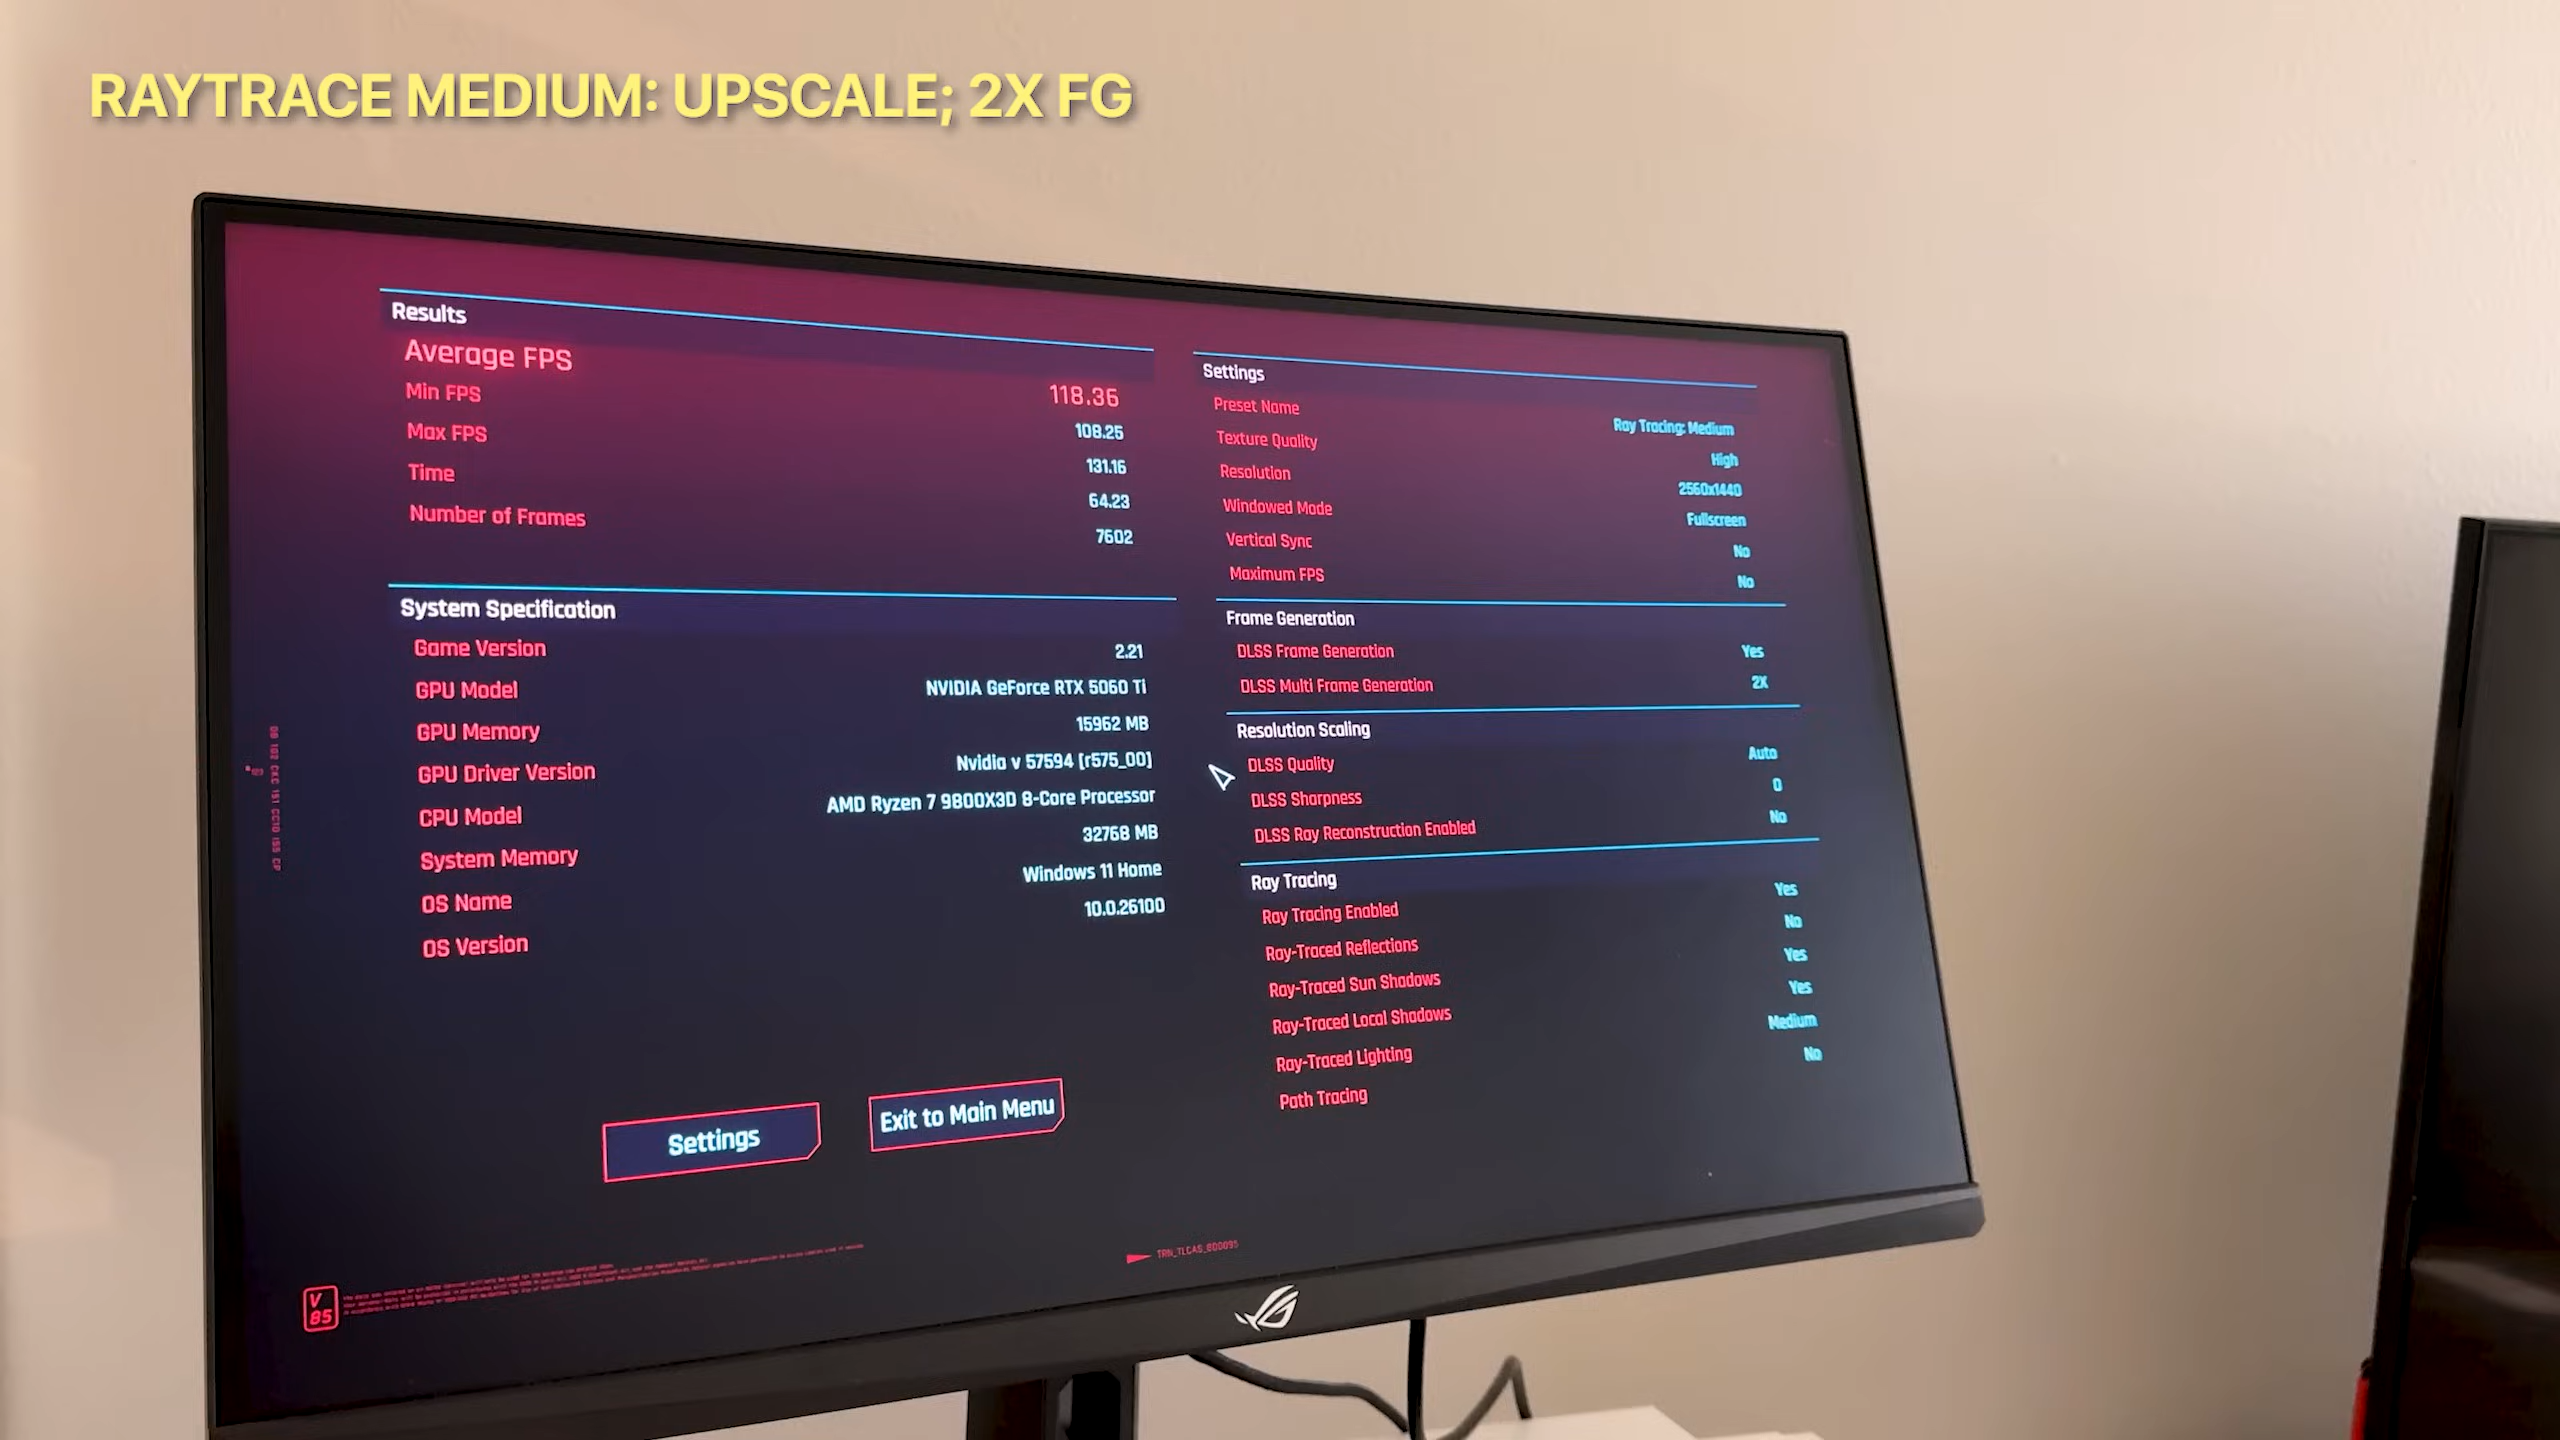 RAYTRACE MEDIUM: UPSCALE; 2X FG
Results
Average FPS 118.36
Min FPS 108.25
Max FPS 131.16
Time 64.23
Number of Frames 7602
System Specification
Game Version 2.21
GPU Model NVIDIA GeForce RTX 5060 Ti
GPU Memory 15962 MB
GPU Driver Version Nvidia v 57594 [r575_00]
CPU Model AMD Ryzen 7 9800X3D 8-Core Processor
System Memory 32768 MB
OS Name Windows 11 Home
OS Version 10.0.26100
Settings
Exit to Main Menu
Settings
Preset Name Ray Tracing: Medium
Texture Quality High
Resolution 2560x1440
Windowed Mode Fullscreen
Vertical Sync No
Maximum FPS No
Frame Generation
DLSS Frame Generation Yes
DLSS Multi Frame Generation 2X
Resolution Scaling
DLSS Quality Auto
DLSS Sharpness 0
DLSS Ray Reconstruction Enabled No
Ray Tracing
Ray Tracing Enabled Yes
Ray-Traced Reflections No
Ray-Traced Sun Shadows Yes
Ray-Traced Local Shadows Yes
Ray-Traced Lighting Medium
Path Tracing No
V
85